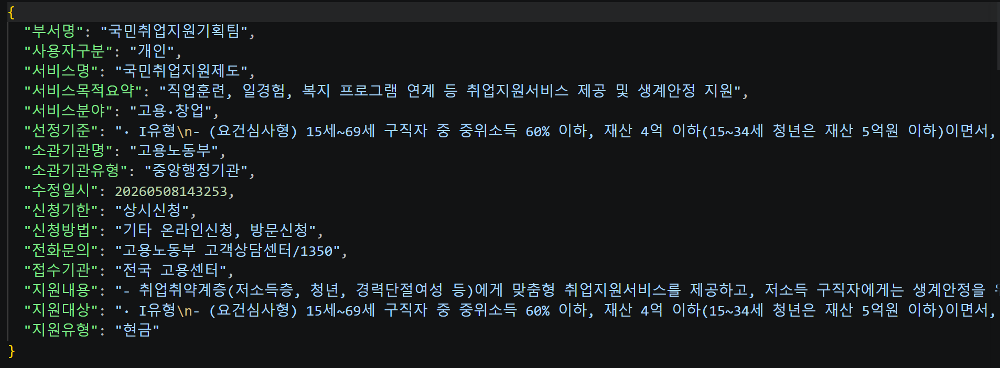 {
"부서명": "국민취업지원기획팀",
"사용자구분": "개인",
"서비스명": "국민취업지원제도",
"서비스목적요약": "직업훈련, 일경험, 복지 프로그램 연계 등 취업지원서비스 제공 및 생계안정 지원",
"서비스분야": "고용·창업",
"선정기준": "· I유형\n- (요건심사형) 15세~69세 구직자 중 중위소득 60% 이하, 재산 4억 이하(15~34세 청년은 재산 5억원 이하)이면서,
"소관기관명": "고용노동부",
"소관기관유형": "중앙행정기관",
"수정일시": 20260508143253,
"신청기한": "상시신청",
"신청방법": "기타 온라인신청, 방문신청",
"전화문의": "고용노동부 고객상담센터/1350",
"접수기관": "전국 고용센터",
"지원내용": "- 취업취약계층(저소득층, 청년, 경력단절여성 등)에게 맞춤형 취업지원서비스를 제공하고, 저소득 구직자에게는 생계안정을
"지원대상": "· I유형\n- (요건심사형) 15세~69세 구직자 중 중위소득 60% 이하, 재산 4억 이하(15~34세 청년은 재산 5억원 이하)이면서,
"지원유형": "현금"
}